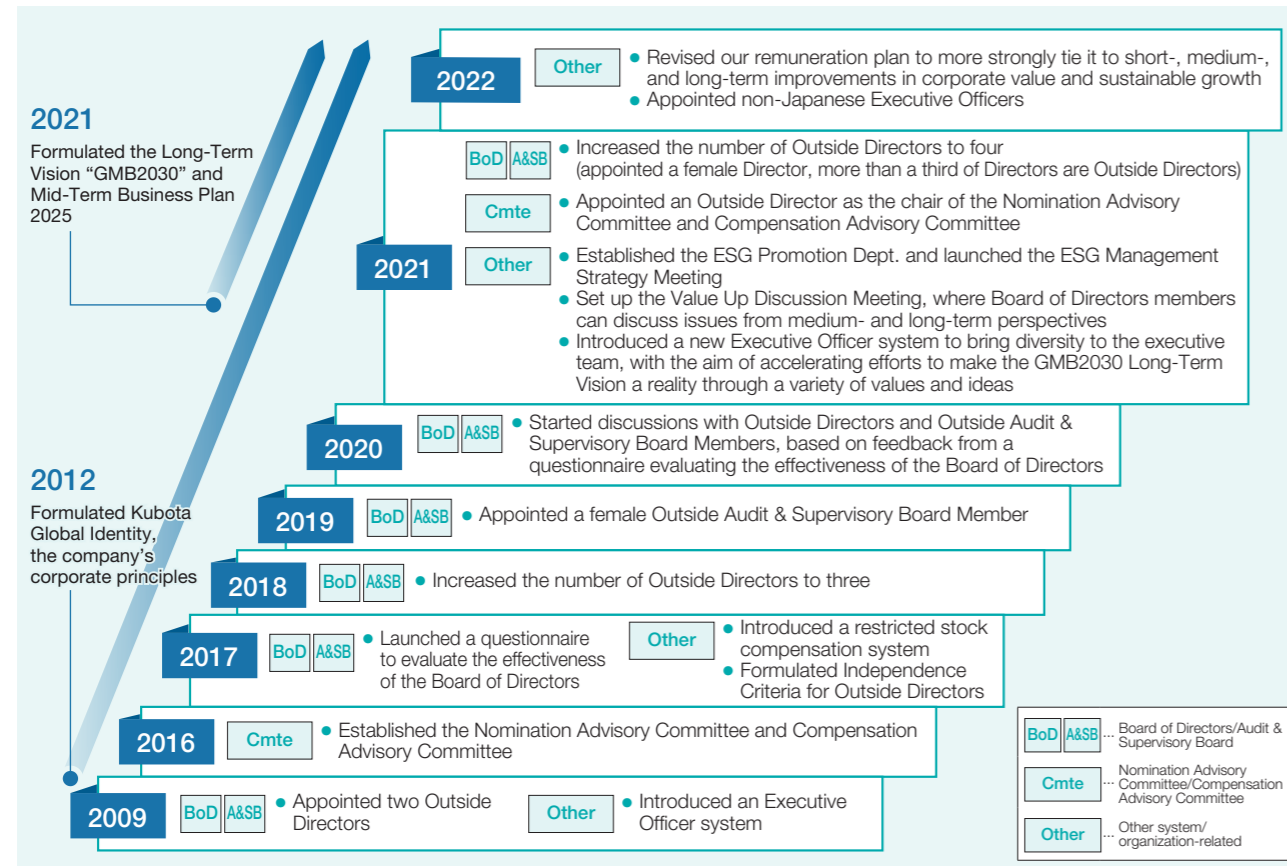 2022
Other
● Revised our remuneration plan to more strongly tie it to short-, medium-,
and long-term improvements in corporate value and sustainable growth
● Appointed non-Japanese Executive Officers
2021
Formulated the Long-Term
Vision “GMB2030” and
Mid-Term Business Plan
2025
2021
BoD A&SB
● Increased the number of Outside Directors to four
(appointed a female Director, more than a third of Directors are Outside Directors)
Cmte
● Appointed an Outside Director as the chair of the Nomination Advisory
Committee and Compensation Advisory Committee
Other
● Established the ESG Promotion Dept. and launched the ESG Management
Strategy Meeting
● Set up the Value Up Discussion Meeting, where Board of Directors members
can discuss issues from medium- and long-term perspectives
● Introduced a new Executive Officer system to bring diversity to the executive
team, with the aim of accelerating efforts to make the GMB2030 Long-Term
Vision a reality through a variety of values and ideas
2020
BoD A&SB
● Started discussions with Outside Directors and Outside Audit &
Supervisory Board Members, based on feedback from a
questionnaire evaluating the effectiveness of the Board of Directors
2012
Formulated Kubota
Global Identity,
the company’s
corporate principles
2019
BoD A&SB
● Appointed a female Outside Audit & Supervisory Board Member
2018
BoD A&SB
● Increased the number of Outside Directors to three
2017
BoD A&SB
● Launched a questionnaire
to evaluate the effectiveness
of the Board of Directors
Other
● Introduced a restricted stock
compensation system
● Formulated Independence
Criteria for Outside Directors
2016
Cmte
● Established the Nomination Advisory Committee and Compensation
Advisory Committee
2009
BoD A&SB
● Appointed two Outside
Directors
Other
● Introduced an Executive
Officer system
BoD A&SB ... Board of Directors/Audit &
Supervisory Board
Cmte ... Nomination Advisory
Committee/Compensation
Advisory Committee
Other ... Other system/
organization-related